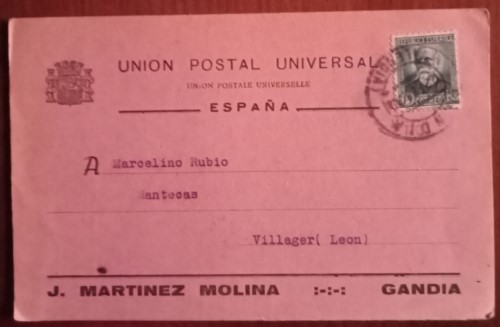 UNION POSTAL UNIVERSAL
UNION POSTALE UNIVERSELLE
ESPAÑA
A Marcelino Rubio
Mantecas
Villager( Leon)
J. MARTINEZ MOLINA :-:-: GANDIA